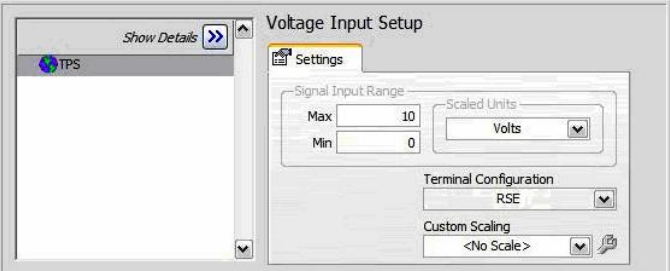 Show Details
TPS
Voltage Input Setup
Settings
Signal Input Range
Max 10
Min 0
Scaled Units
Volts
Terminal Configuration
RSE
Custom Scaling
<No Scale>